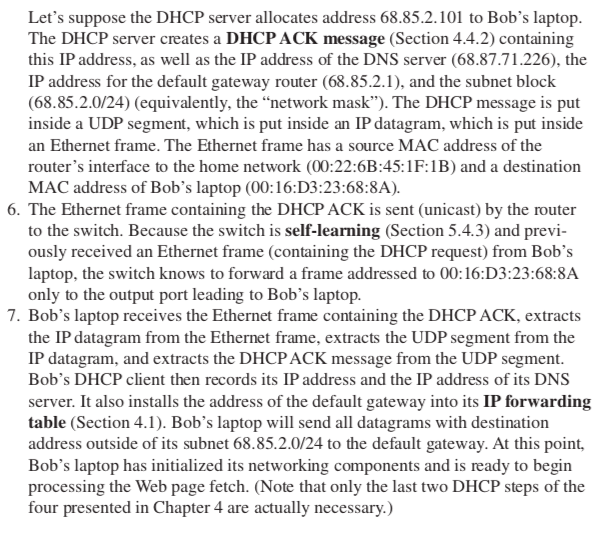 Let's suppose the DHCP server allocates address 68.85.2.101 to Bob's laptop.
The DHCP server creates a DHCP ACK message (Section 4.4.2) containing
this IP address, as well as the IP address of the DNS server (68.87.71.226), the
IP address for the default gateway router (68.85.2.1), and the subnet block
(68.85.2.0/24) (equivalently, the “network mask”). The DHCP message is put
inside a UDP segment, which is put inside an IP datagram, which is put inside
an Ethernet frame. The Ethernet frame has a source MAC address of the
router's interface to the home network (00:22:6B:45:1F:1B) and a destination
MAC address of Bob's laptop (00:16:D3:23:68:8A).
6. The Ethernet frame containing the DHCP ACK is sent (unicast) by the router
to the switch. Because the switch is self-learning (Section 5.4.3) and previ-
ously received an Ethernet frame (containing the DHCP request) from Bob's
laptop, the switch knows to forward a frame addressed to 00:16:D3:23:68:8A
only to the output port leading to Bob's laptop.
7. Bob's laptop receives the Ethernet frame containing the DHCP ACK, extracts
the IP datagram from the Ethernet frame, extracts the UDP segment from the
IP datagram, and extracts the DHCP ACK message from the UDP segment.
Bob's DHCP client then records its IP address and the IP address of its DNS
server. It also installs the address of the default gateway into its IP forwarding
table (Section 4.1). Bob's laptop will send all datagrams with destination
address outside of its subnet 68.85.2.0/24 to the default gateway. At this point,
Bob's laptop has initialized its networking components and is ready to begin
processing the Web page fetch. (Note that only the last two DHCP steps of the
four presented in Chapter 4 are actually necessary.)